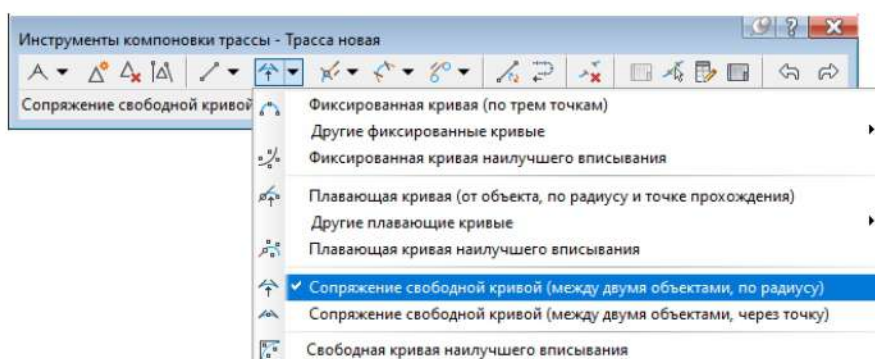 Инструменты компоновки трассы - Трасса новая
Сопряжение свободной кривой
Фиксированная кривая (по трем точкам)
Другие фиксированные кривые
Фиксированная кривая наилучшего вписывания
Плавающая кривая (от объекта, по радиусу и точке прохождения)
Другие плавающие кривые
Плавающая кривая наилучшего вписывания
Сопряжение свободной кривой (между двумя объектами, по радиусу)
Сопряжение свободной кривой (между двумя объектами, через точку)
Свободная кривая наилучшего вписывания